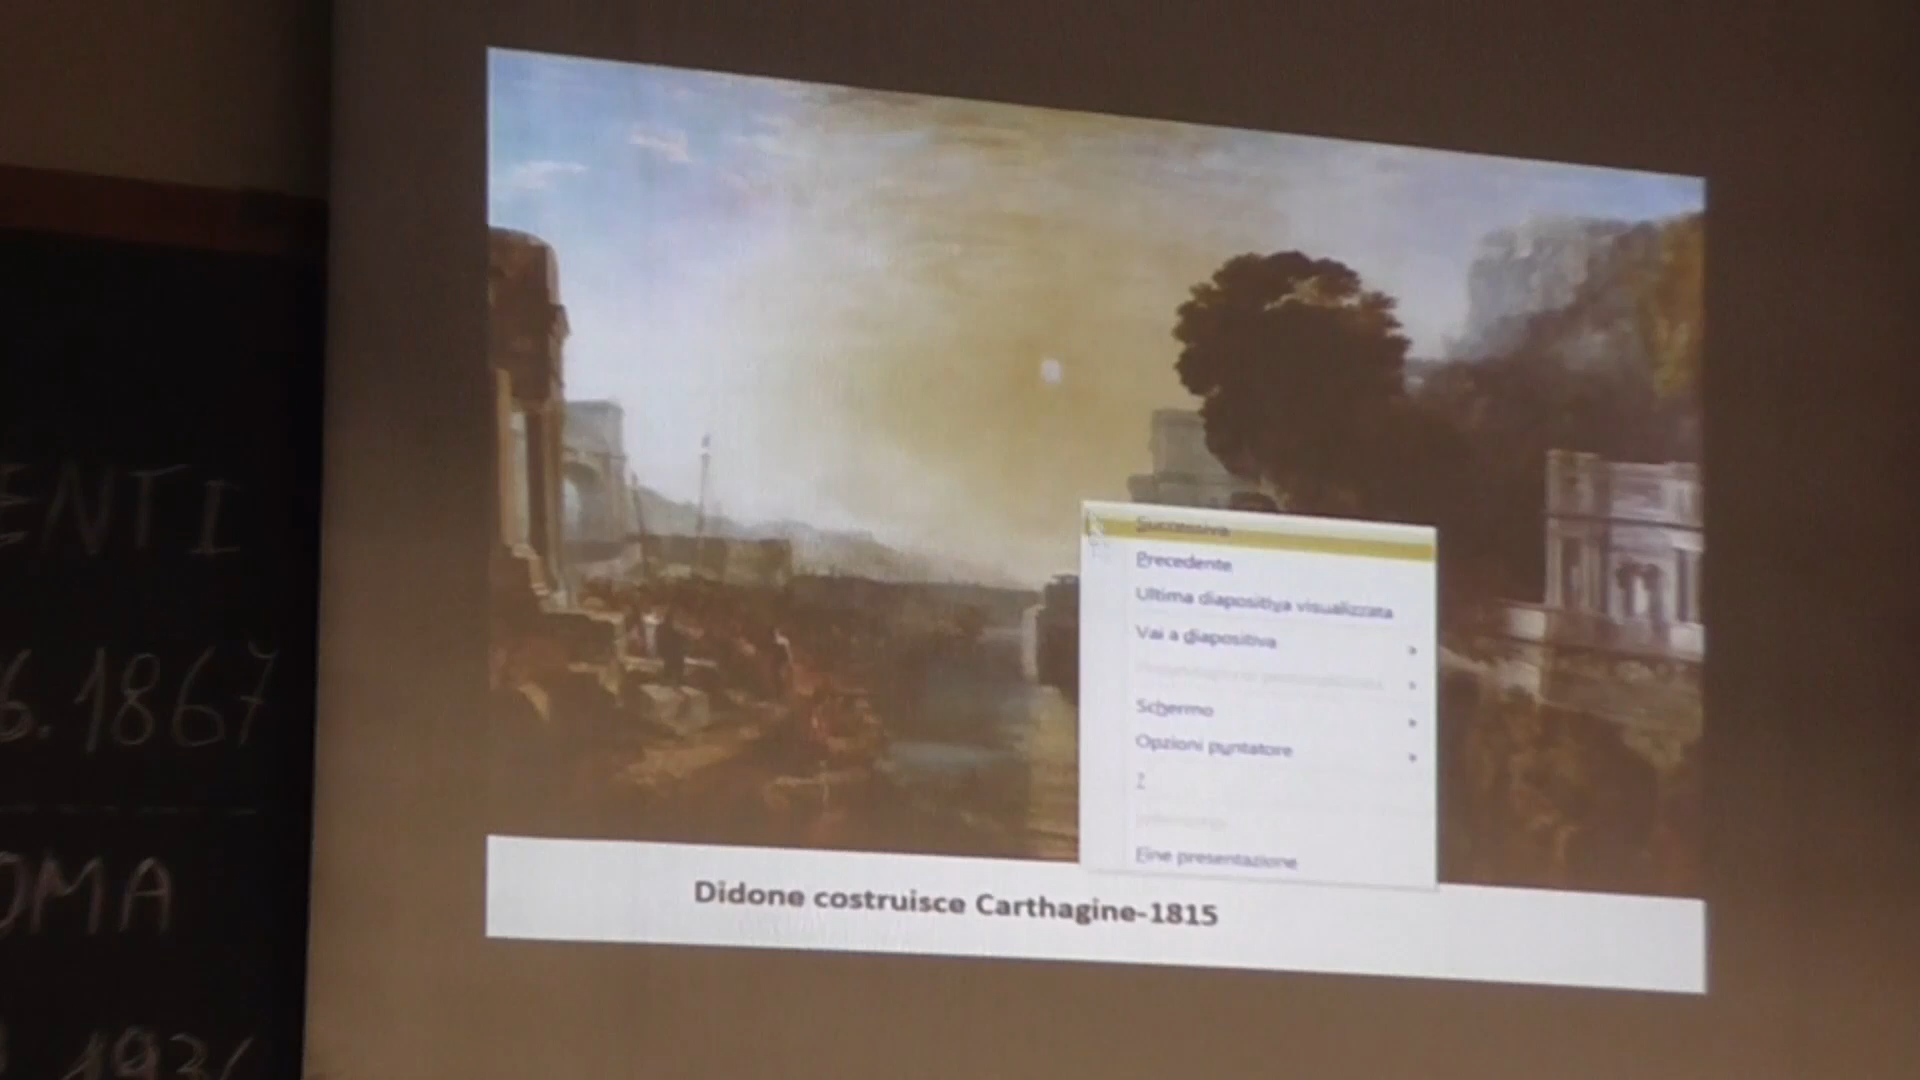 ENTI
6.1867
OMA
Successiva
Precedente
Ultima diapositiva visualizzata
Vai a diapositiva
Schermo
Opzioni puntatore
?
Fine presentazione
Didone costruisce Carthagine-1815